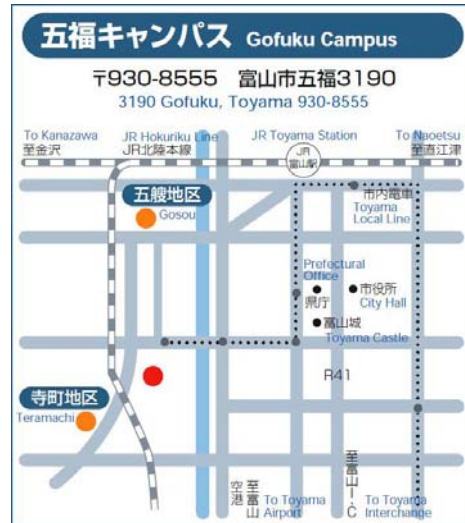 五福キャンパス Gofuku Campus
〒930-8555 富山市五福3190
3190 Gofuku, Toyama 930-8555
To Kanazawa
至金沢
JR Hokuriku Line
JR北陸本線
JR Toyama Station
JR
富山駅
To Naoetsu
至直江津
五艘地区
Gosou
市内電車
Toyama
Local Line
Prefectural
Office
県庁
市役所
City Hall
富山城
Toyama Castle
R41
寺町地区
Teramachi
至富山
空港
To Toyama
Airport
至富山I.C
To Toyama
Interchange